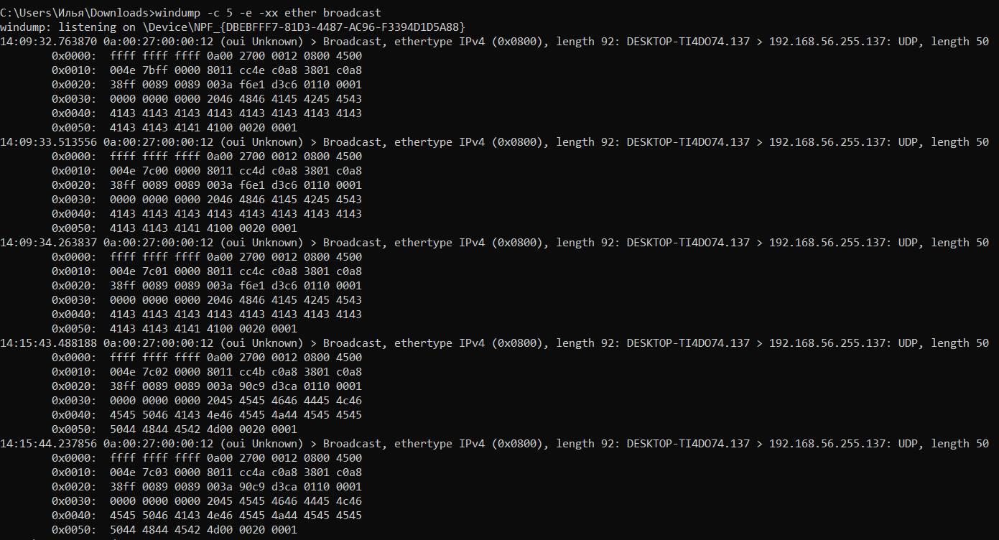 C:\Users\Илья\Downloads>windump -c 5 -e -xx ether broadcast
windump: listening on \Device\NPF_{DBEBFFF7-81D3-4487-AC96-F3394D1D5A88}
14:09:32.763870 0a:00:27:00:00:12 (oui Unknown) > Broadcast, ethertype IPv4 (0x0800), length 92: DESKTOP-TI4DO74.137 > 192.168.56.255.137: UDP, length 50
0x0000:  ffff ffff ffff 0a00 2700 0012 0800 4500
0x0010:  004e 7bff 0000 8011 cc4e c0a8 3801 c0a8
0x0020:  38ff 0089 0089 003a f6e1 d3c6 0110 0001
0x0030:  0000 0000 0000 2046 4846 4145 4245 4543
0x0040:  4143 4143 4143 4143 4143 4143 4143 4143
0x0050:  4143 4143 4141 4100 0020 0001
14:09:33.513556 0a:00:27:00:00:12 (oui Unknown) > Broadcast, ethertype IPv4 (0x0800), length 92: DESKTOP-TI4DO74.137 > 192.168.56.255.137: UDP, length 50
0x0000:  ffff ffff ffff 0a00 2700 0012 0800 4500
0x0010:  004e 7c00 0000 8011 cc4d c0a8 3801 c0a8
0x0020:  38ff 0089 0089 003a f6e1 d3c6 0110 0001
0x0030:  0000 0000 0000 2046 4846 4145 4245 4543
0x0040:  4143 4143 4143 4143 4143 4143 4143 4143
0x0050:  4143 4143 4141 4100 0020 0001
14:09:34.263837 0a:00:27:00:00:12 (oui Unknown) > Broadcast, ethertype IPv4 (0x0800), length 92: DESKTOP-TI4DO74.137 > 192.168.56.255.137: UDP, length 50
0x0000:  ffff ffff ffff 0a00 2700 0012 0800 4500
0x0010:  004e 7c01 0000 8011 cc4c c0a8 3801 c0a8
0x0020:  38ff 0089 0089 003a f6e1 d3c6 0110 0001
0x0030:  0000 0000 0000 2046 4846 4145 4245 4543
0x0040:  4143 4143 4143 4143 4143 4143 4143 4143
0x0050:  4143 4143 4141 4100 0020 0001
14:15:43.488188 0a:00:27:00:00:12 (oui Unknown) > Broadcast, ethertype IPv4 (0x0800), length 92: DESKTOP-TI4DO74.137 > 192.168.56.255.137: UDP, length 50
0x0000:  ffff ffff ffff 0a00 2700 0012 0800 4500
0x0010:  004e 7c02 0000 8011 cc4b c0a8 3801 c0a8
0x0020:  38ff 0089 0089 003a 90c9 d3ca 0110 0001
0x0030:  0000 0000 0000 2045 4545 4646 4445 4c46
0x0040:  4545 5046 4143 4e46 4545 4a44 4545 4545
0x0050:  5044 4844 4542 4d00 0020 0001
14:15:44.237856 0a:00:27:00:00:12 (oui Unknown) > Broadcast, ethertype IPv4 (0x0800), length 92: DESKTOP-TI4DO74.137 > 192.168.56.255.137: UDP, length 50
0x0000:  ffff ffff ffff 0a00 2700 0012 0800 4500
0x0010:  004e 7c03 0000 8011 cc4a c0a8 3801 c0a8
0x0020:  38ff 0089 0089 003a 90c9 d3ca 0110 0001
0x0030:  0000 0000 0000 2045 4545 4646 4445 4c46
0x0040:  4545 5046 4143 4e46 4545 4a44 4545 4545
0x0050:  5044 4844 4542 4d00 0020 0001